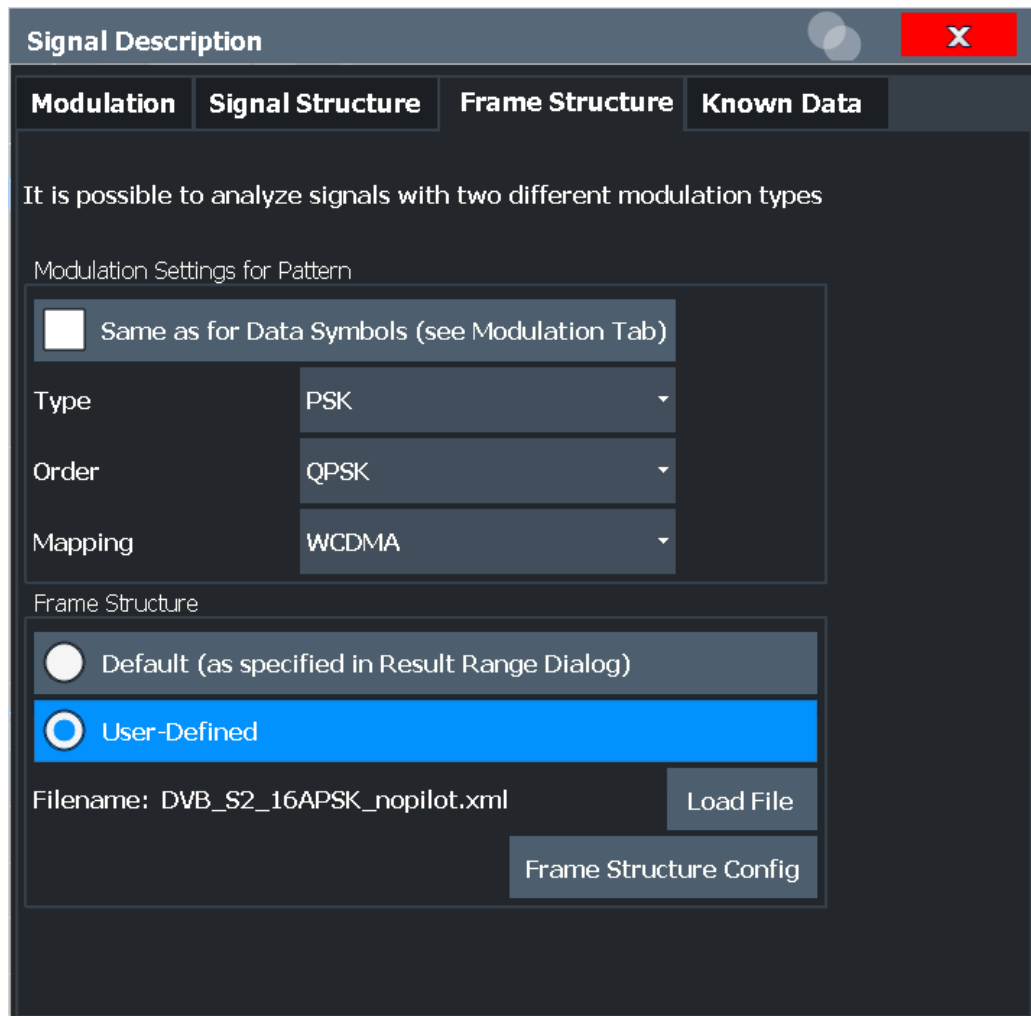 Signal Description
X
Modulation Signal Structure Frame Structure Known Data
It is possible to analyze signals with two different modulation types
Modulation Settings for Pattern
Same as for Data Symbols (see Modulation Tab)
Type PSK
Order QPSK
Mapping WCDMA
Frame Structure
Default (as specified in Result Range Dialog)
User-Defined
Filename: DVB_S2_16APSK_nopilot.xml Load File
Frame Structure Config